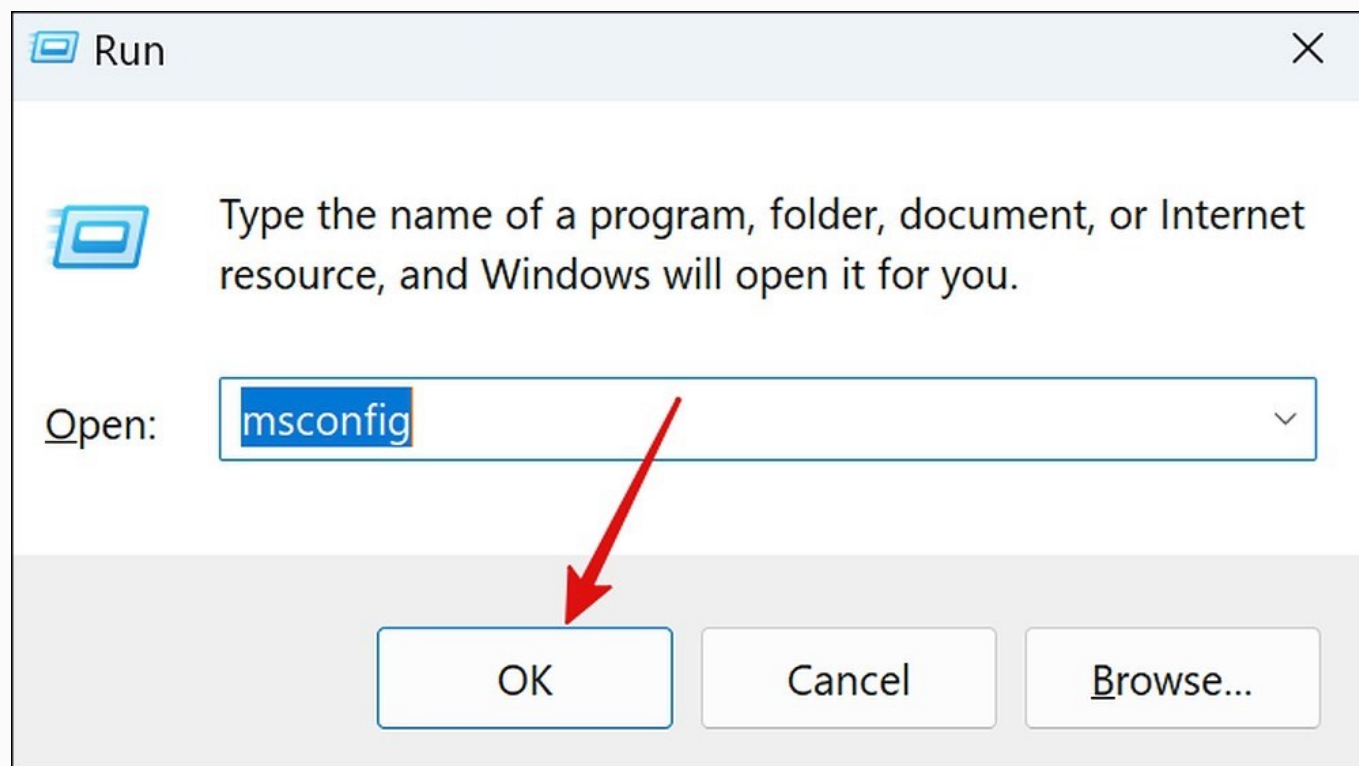 Run
Type the name of a program, folder, document, or Internet
resource, and Windows will open it for you.
Open: msconfig
OK Cancel Browse...